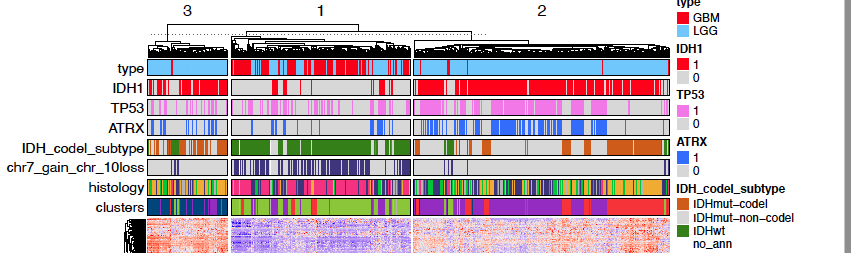 3 1 2
type
IDH1
TP53
ATRX
IDH_codel_subtype
chr7_gain_chr_10loss
histology
clusters
type
GBM
LGG
IDH1
1
0
TP53
1
0
ATRX
1
0
IDH_codel_subtype
IDHmut-codel
IDHmut-non-codel
IDHwt
no_ann